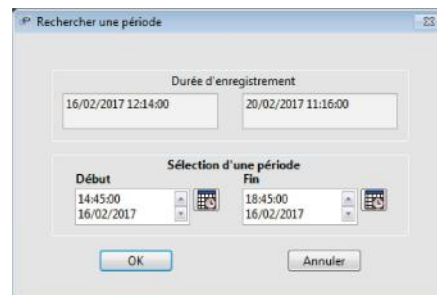 Rechercher une période
Durée d'enregistrement
16/02/2017 12:14:00 20/02/2017 11:16:00
Sélection d'une période
Début Fin
14:45:00 18:45:00
16/02/2017 16/02/2017
OK Annuler